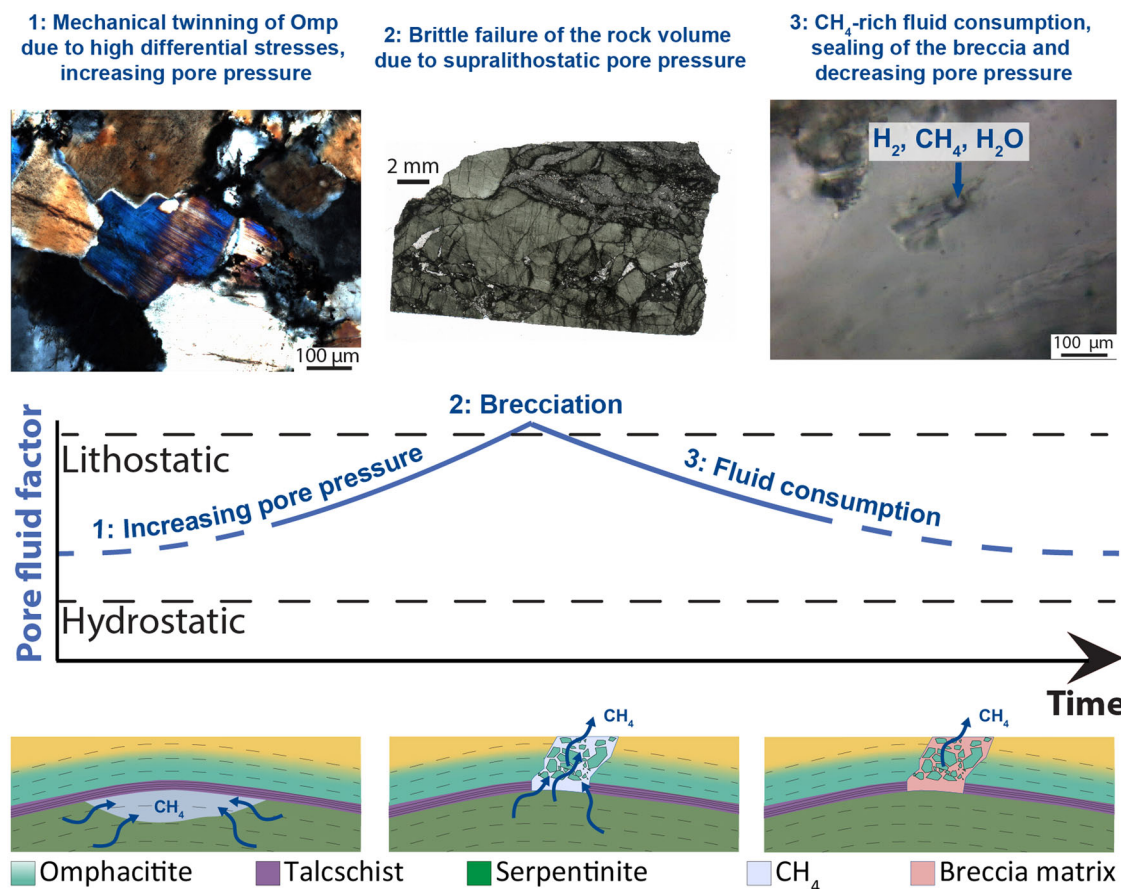 1: Mechanical twinning of Omp
due to high differential stresses,
increasing pore pressure
2: Brittle failure of the rock volume
due to supralithostatic pore pressure
3: CH₄-rich fluid consumption,
sealing of the breccia and
decreasing pore pressure
100 µm
2 mm
H₂, CH₄, H₂O
100 µm
Pore fluid factor
2: Brecciation
Lithostatic
1: Increasing pore pressure
3: Fluid consumption
Hydrostatic
Time
CH₄
CH₄
CH₄
Omphacitite
Talcschist
Serpentinite
CH₄
Breccia matrix